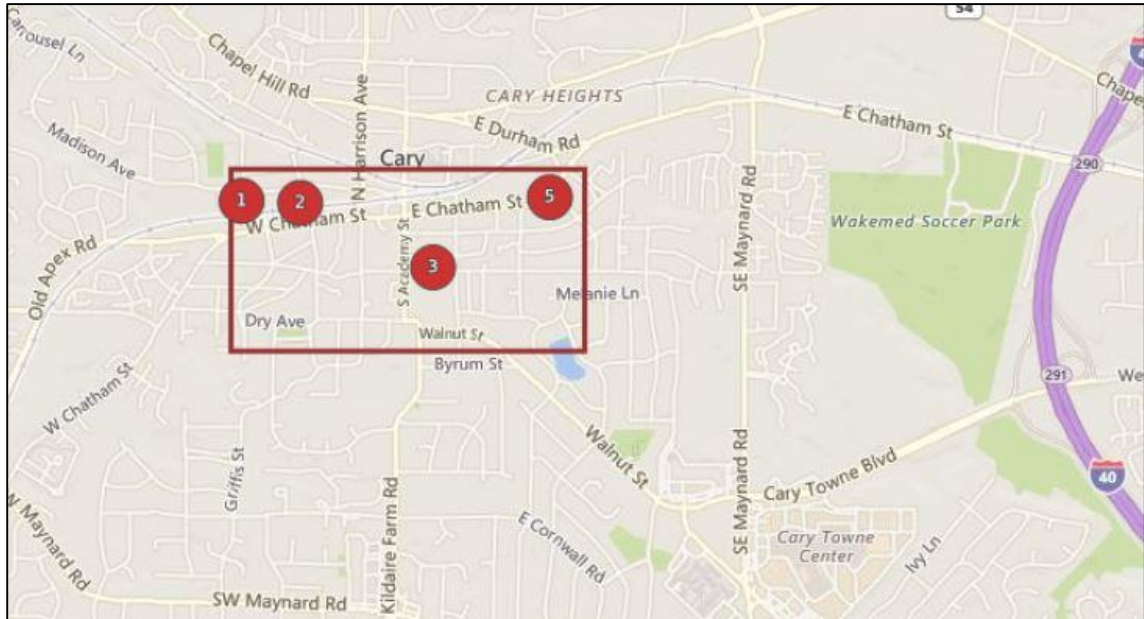 54
Carrousel Ln
Chapel Hill Rd
N Harrison Ave
CARY HEIGHTS
E Durham Rd
E Chatham St
Madison Ave
Cary
290
1
2
W Chatham St
E Chatham St
5
SE Maynard Rd
Wakemed Soccer Park
Old Apex Rd
S Academy St
3
Melanie Ln
Dry Ave
Walnut St
Byrum St
291
W Chatham St
Walnut St
Griffis St
Kildaire Farm Rd
SE Maynard Rd
Cary Towne Blvd
40
W Maynard Rd
E Cornwall Rd
Cary Towne
Center
Ivy Ln
SW Maynard Rd